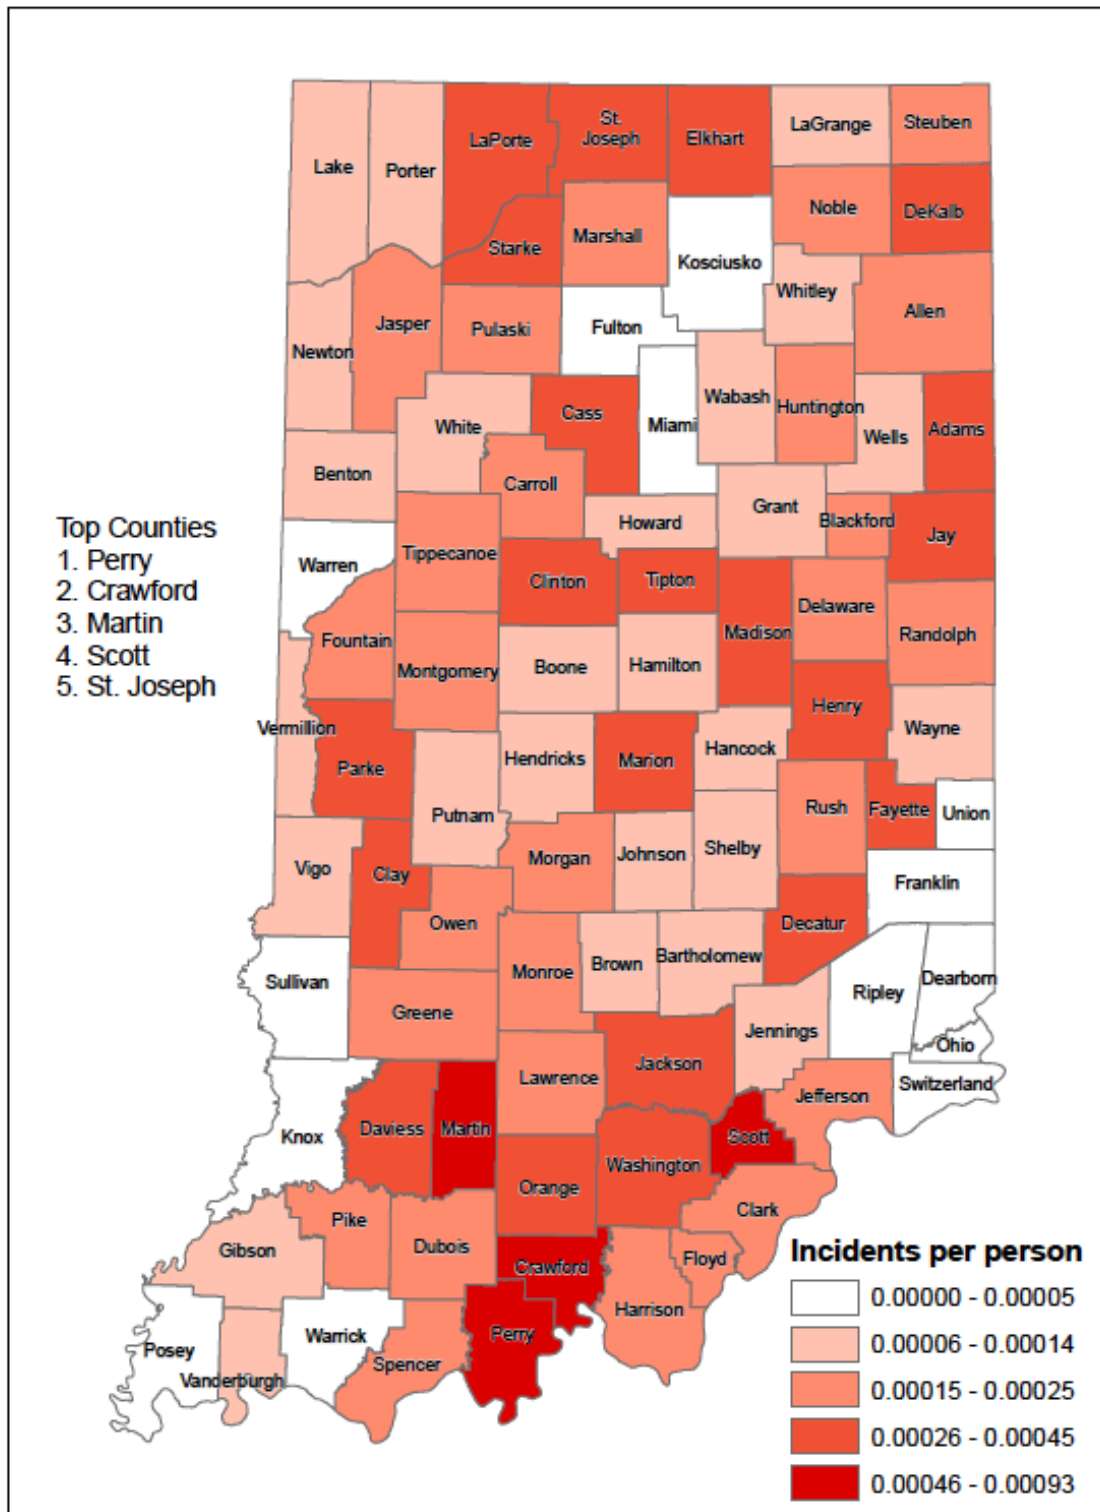 St.
Joseph
LaPorte
Elkhart
LaGrange
Steuben
Lake
Porter
Noble
DeKalb
Starke
Marshall
Kosciusko
Whitley
Allen
Newton
Jasper
Pulaski
Fulton
White
Cass
Miami
Wabash
Huntington
Wells
Adams
Benton
Carroll
Grant
Howard
Blackford
Jay
Top Counties
1. Perry
2. Crawford
3. Martin
4. Scott
5. St. Joseph
Warren
Tippecanoe
Clinton
Tipton
Madison
Delaware
Randolph
Fountain
Montgomery
Boone
Hamilton
Henry
Wayne
Vermillion
Parke
Hendricks
Marion
Hancock
Putnam
Rush
Fayette
Union
Vigo
Clay
Morgan
Johnson
Shelby
Franklin
Owen
Decatur
Sullivan
Monroe
Brown
Bartholomew
Ripley
Dearborn
Greene
Jennings
Ohio
Lawrence
Jackson
Switzerland
Jefferson
Knox
Daviess
Martin
Scott
Washington
Orange
Clark
Pike
Gibson
Dubois
Crawford
Floyd
Harrison
Posey
Warrick
Perry
Vanderburgh
Spencer
Incidents per person
0.00000 - 0.00005
0.00006 - 0.00014
0.00015 - 0.00025
0.00026 - 0.00045
0.00046 - 0.00093